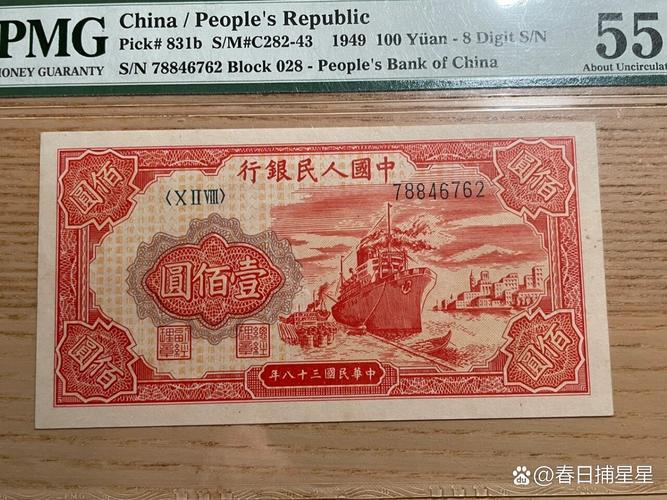 PMG
MONEY GUARANTY
China / People's Republic
Pick# 831b S/M#C282-43 1949 100 Yüan - 8 Digit S/N
S/N 78846762 Block 028 - People's Bank of China
55
About Uncirculat
行銀民人國中
〈X II VIII〉
78846762
圓佰
圓佰
圓佰壹
圓佰
圓佰
年八十三國民華中
春日捕星星